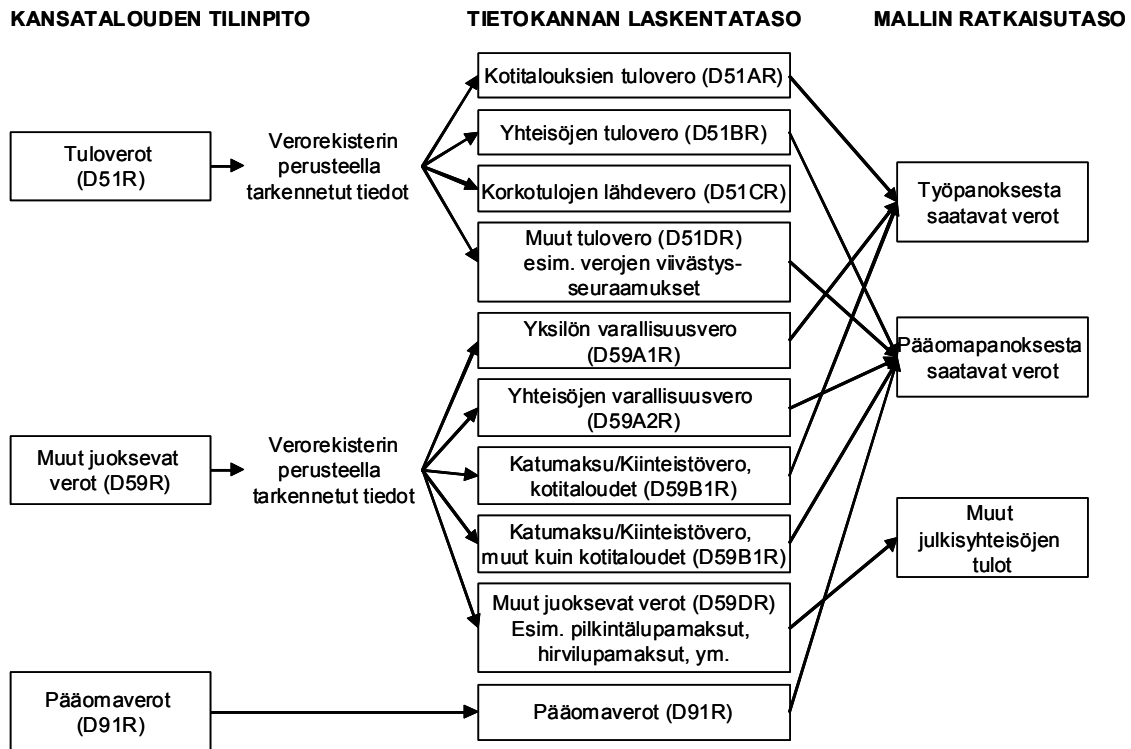 KANSATALOUDEN TILINPITO
TIETOKANNAN LASKENTATASO
MALLIN RATKAISUTASO
Tuloverot
(D51R)
Verorekisterin
perusteella
tarkennetut tiedot
Kotitalouksien tulovero (D51AR)
Yhteisöjen tulovero (D51BR)
Korkotulojen lähdevero (D51CR)
Muut tulovero (D51DR)
esim. verojen viivästys-
seuraamukset
Muut juoksevat
verot (D59R)
Verorekisterin
perusteella
tarkennetut tiedot
Yksilön varallisuusvero
(D59A1R)
Yhteisöjen varallisuusvero
(D59A2R)
Katumaksu/Kiinteistövero,
kotitaloudet (D59B1R)
Katumaksu/Kiinteistövero,
muut kuin kotitaloudet (D59B1R)
Muut juoksevat verot (D59DR)
Esim. pilkintälupamaksut,
hirvilupamaksut, ym.
Pääomaverot
(D91R)
Pääomaverot (D91R)
Työpanoksesta
saatavat verot
Pääomapanoksesta
saatavat verot
Muut
julkisyhteisöjen
tulot